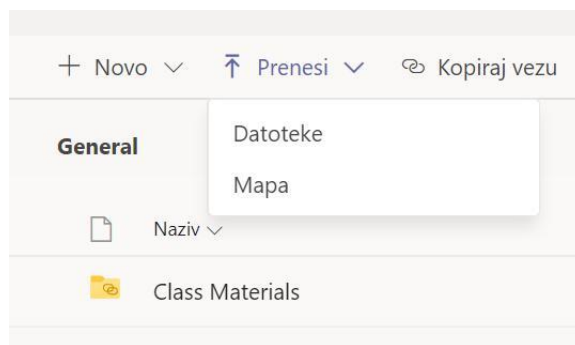 Novo Prenesi Kopiraj vezu
Datoteke
General
Mapa
Naziv
Class Materials